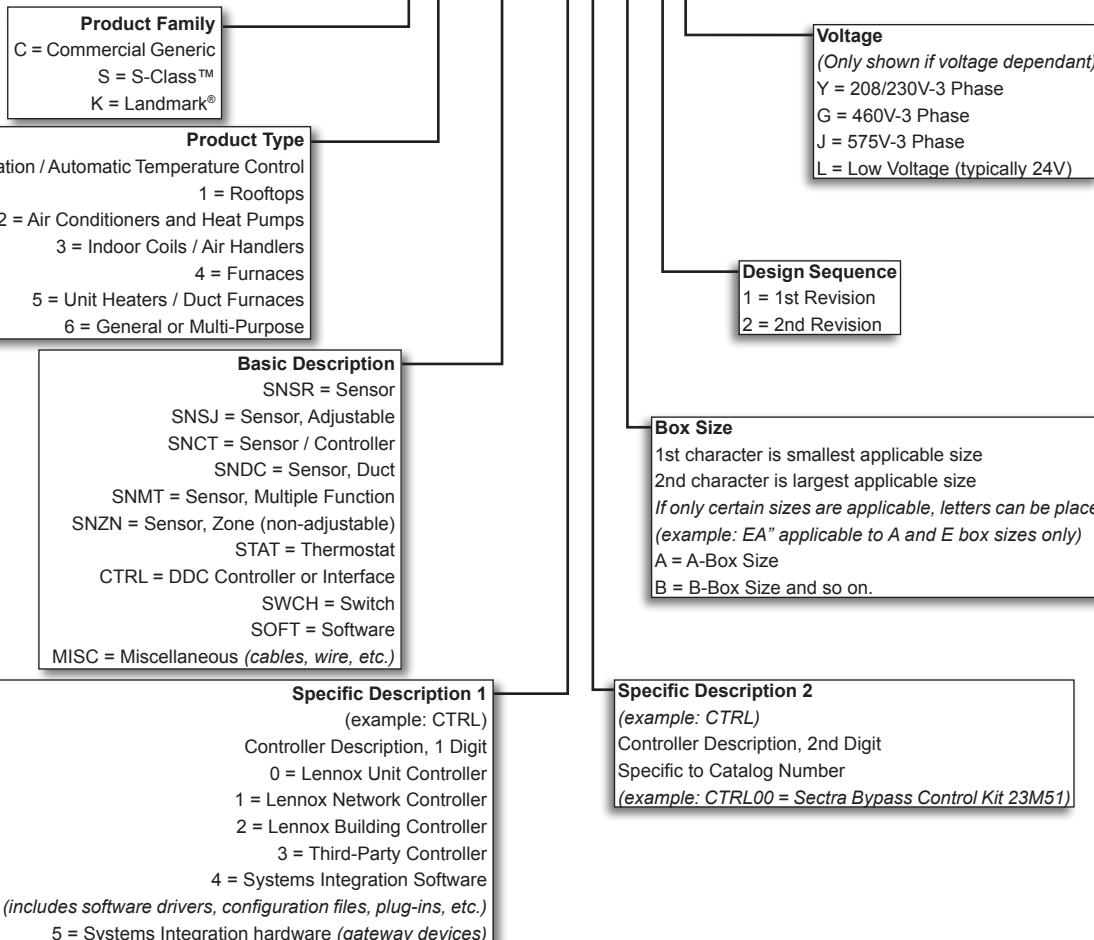 Product Family
C = Commercial Generic
S = S-Class™
K = Landmark®
Product Type
/ Automatic Temperature Control
1 = Rooftops
2 = Air Conditioners and Heat Pumps
3 = Indoor Coils / Air Handlers
4 = Furnaces
5 = Unit Heaters / Duct Furnaces
6 = General or Multi-Purpose
Basic Description
SNSR = Sensor
SNSJ = Sensor, Adjustable
SNCT = Sensor / Controller
SNDC = Sensor, Duct
SNMT = Sensor, Multiple Function
SNZN = Sensor, Zone (non-adjustable)
STAT = Thermostat
CTRL = DDC Controller or Interface
SWCH = Switch
SOFT = Software
MISC = Miscellaneous (cables, wire, etc.)
Specific Description 1
(example: CTRL)
Controller Description, 1 Digit
0 = Lennox Unit Controller
1 = Lennox Network Controller
2 = Lennox Building Controller
3 = Third-Party Controller
4 = Systems Integration Software
(includes software drivers, configuration files, plug-ins, etc.)
5 = Systems Integration hardware (gateway devices)
Voltage
(Only shown if voltage dependant)
Y = 208/230V-3 Phase
G = 460V-3 Phase
J = 575V-3 Phase
L = Low Voltage (typically 24V)
Design Sequence
1 = 1st Revision
2 = 2nd Revision
Box Size
1st character is smallest applicable size
2nd character is largest applicable size
If only certain sizes are applicable, letters can be place
(example: EA” applicable to A and E box sizes only)
A = A-Box Size
B = B-Box Size and so on.
Specific Description 2
(example: CTRL)
Controller Description, 2nd Digit
Specific to Catalog Number
(example: CTRL00 = Sectra Bypass Control Kit 23M51)